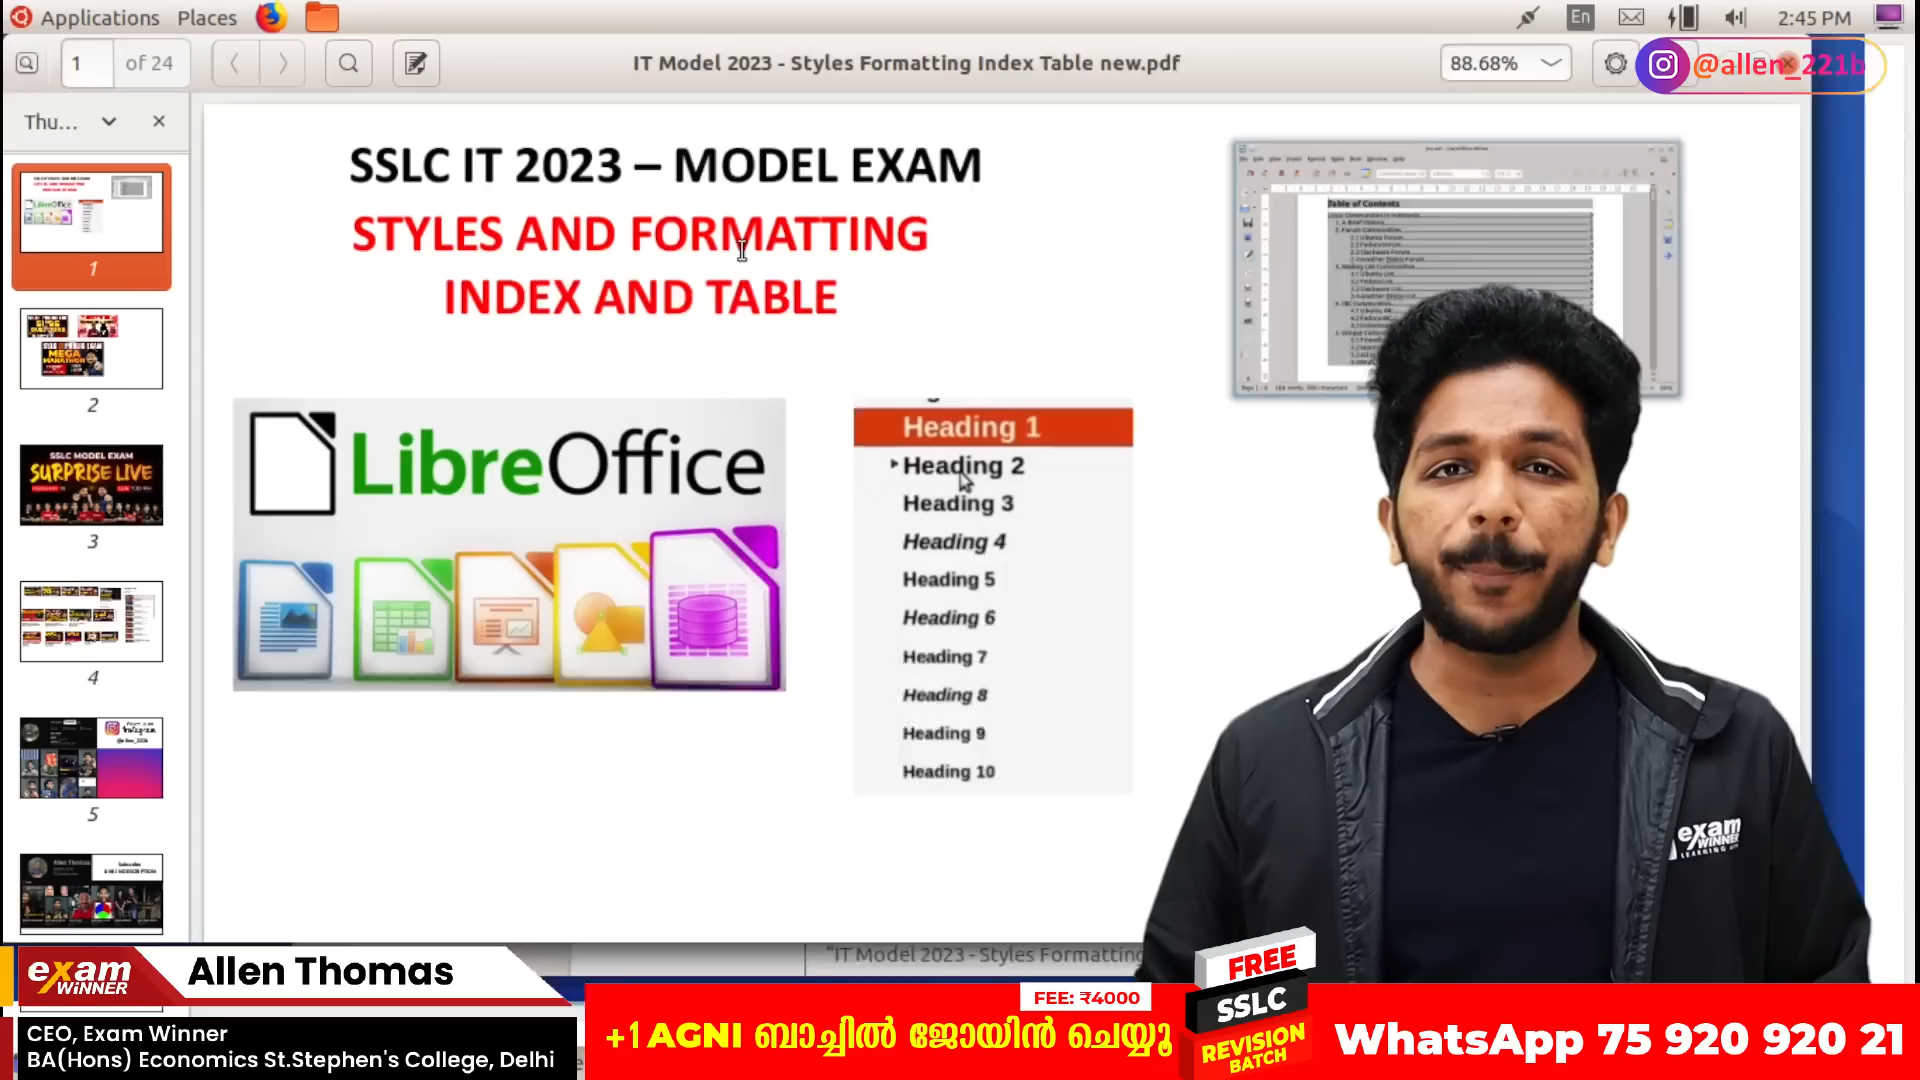 Applications Places En 2:45 PM
1 of 24
IT Model 2023 - Styles Formatting Index Table new.pdf
88.68%
@allen_221b
Thu...
SSLC IT 2023 – MODEL EXAM
STYLES AND FORMATTING
INDEX AND TABLE
Table of Contents
LibreOffice
Heading 1
Heading 2
Heading 3
Heading 4
Heading 5
Heading 6
Heading 7
Heading 8
Heading 9
Heading 10
1
2
MEGA
MARATHON
SSLC MODEL EXAM
SURPRISE LIVE
3
4
5
exam
WiNNER
LEARNING APP
"IT Model 2023 - Styles Formatting
exam
WiNNER
Allen Thomas
CEO, Exam Winner
BA(Hons) Economics St.Stephen's College, Delhi
FEE: ₹4000
+1 AGNI ബാച്ചിൽ ജോയിൻ ചെയ്യൂ
FREE
SSLC
REVISION
BATCH
WhatsApp 75 920 920 21